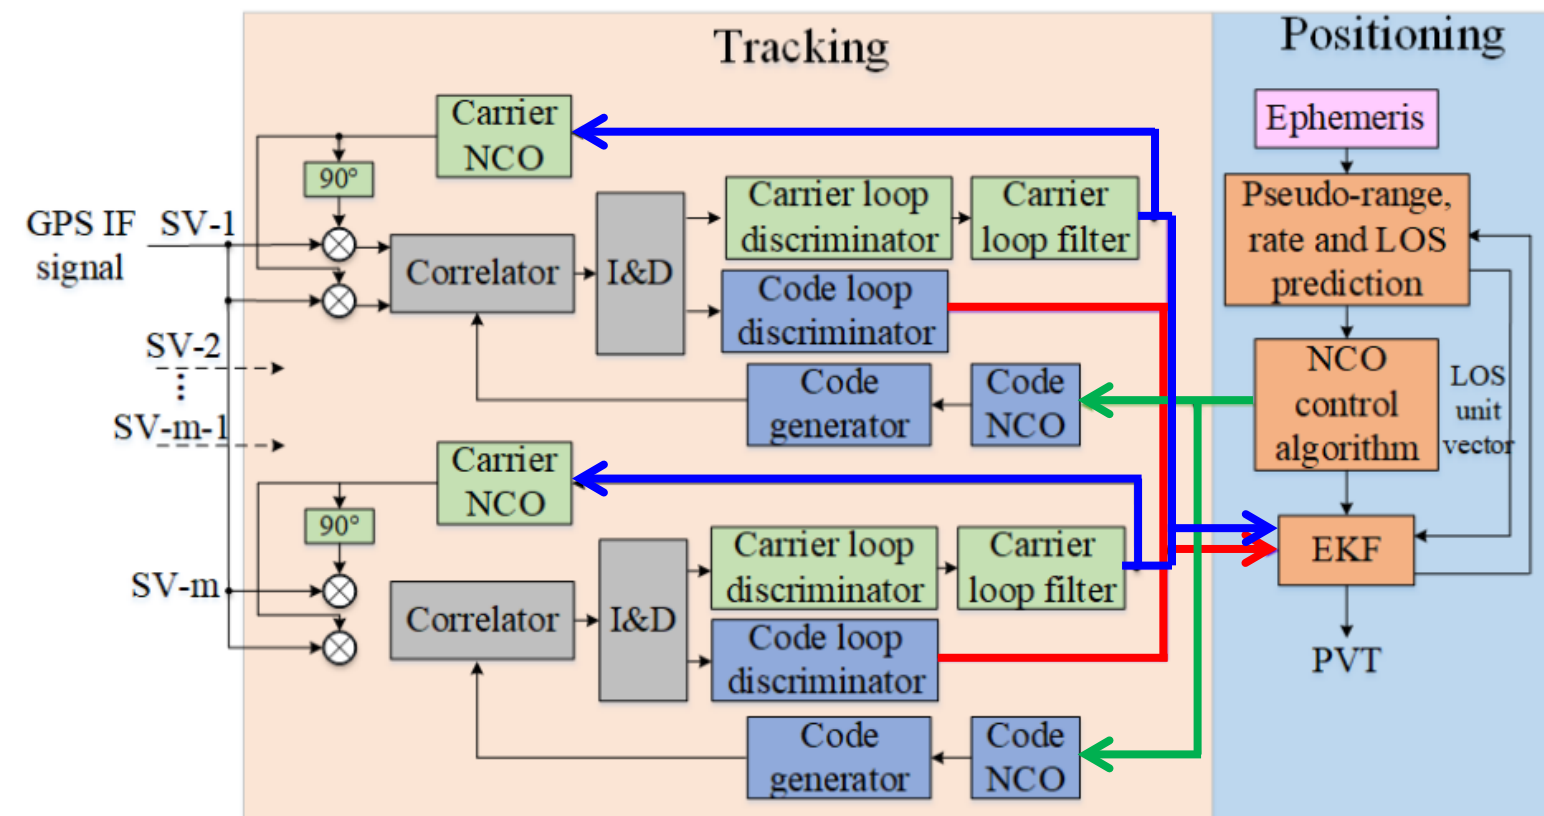 Tracking
Positioning
GPS IF
signal
SV-1
SV-2
SV-m-1
SV-m
Carrier
NCO
90°
Correlator
I&D
Carrier loop
discriminator
Carrier
loop filter
Code loop
discriminator
Code
generator
Code
NCO
Carrier
NCO
90°
Correlator
I&D
Carrier loop
discriminator
Carrier
loop filter
Code loop
discriminator
Code
generator
Code
NCO
Ephemeris
Pseudo-range,
rate and LOS
prediction
NCO
control
algorithm
LOS
unit
vector
EKF
PVT